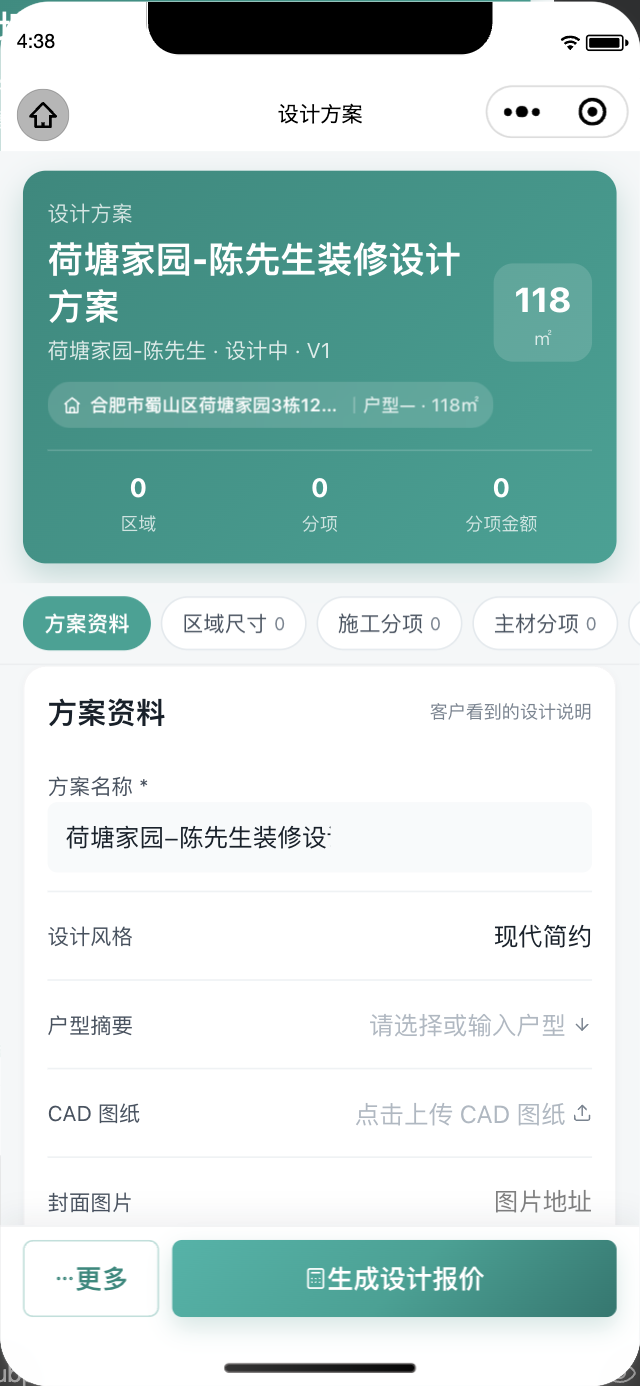 4:38
设计方案
设计方案
荷塘家园-陈先生装修设计
方案
118
㎡
荷塘家园-陈先生 · 设计中 · V1
合肥市蜀山区荷塘家园3栋12... | 户型— · 118㎡
0 0 0
区域 分项 分项金额
方案资料 区域尺寸 0 施工分项 0 主材分项 0
方案资料 客户看到的设计说明
方案名称 *
荷塘家园-陈先生装修设
设计风格 现代简约
户型摘要 请选择或输入户型
CAD 图纸 点击上传 CAD 图纸
封面图片 图片地址
···更多 生成设计报价